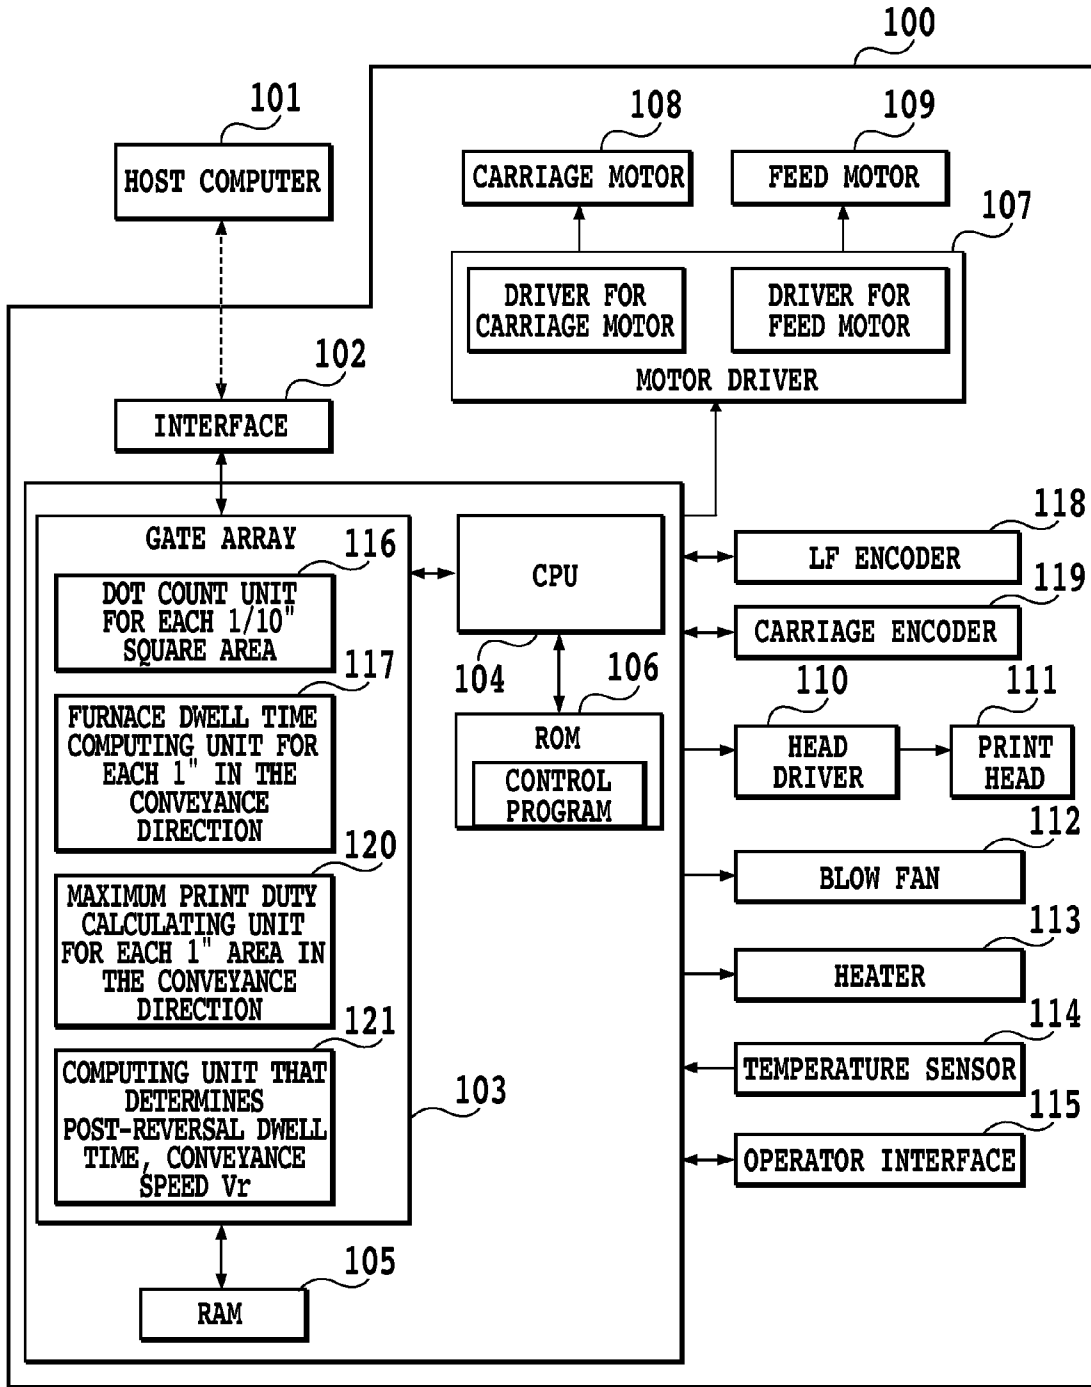 100
101
HOST COMPUTER
108
CARRIAGE MOTOR
109
FEED MOTOR
107
DRIVER FOR
CARRIAGE MOTOR
DRIVER FOR
FEED MOTOR
MOTOR DRIVER
102
INTERFACE
GATE ARRAY
116
DOT COUNT UNIT
FOR EACH 1/10"
SQUARE AREA
117
FURNACE DWELL TIME
COMPUTING UNIT FOR
EACH 1" IN THE
CONVEYANCE
DIRECTION
120
MAXIMUM PRINT DUTY
CALCULATING UNIT
FOR EACH 1" AREA IN
THE CONVEYANCE
DIRECTION
121
COMPUTING UNIT THAT
DETERMINES
POST-REVERSAL DWELL
TIME, CONVEYANCE
SPEED Vr
103
105
RAM
CPU
104
106
ROM
CONTROL
PROGRAM
118
LF ENCODER
119
CARRIAGE ENCODER
110
HEAD
DRIVER
111
PRINT
HEAD
112
BLOW FAN
113
HEATER
114
TEMPERATURE SENSOR
115
OPERATOR INTERFACE